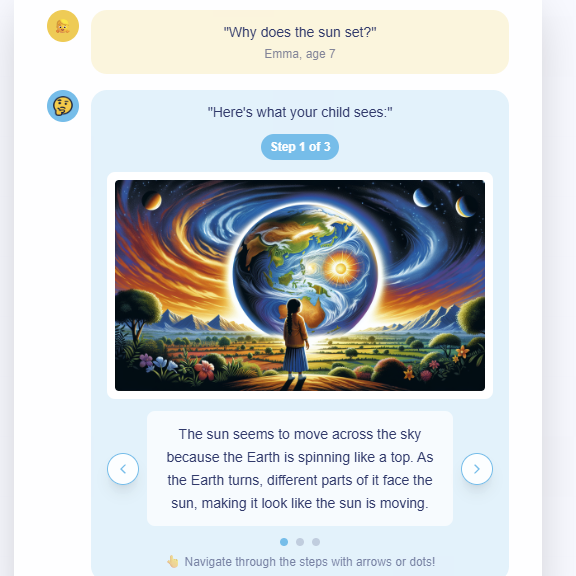 "Why does the sun set?"
Emma, age 7
"Here's what your child sees:"
Step 1 of 3
The sun seems to move across the sky
because the Earth is spinning like a top. As
the Earth turns, different parts of it face the
sun, making it look like the sun is moving.
👆 Navigate through the steps with arrows or dots!